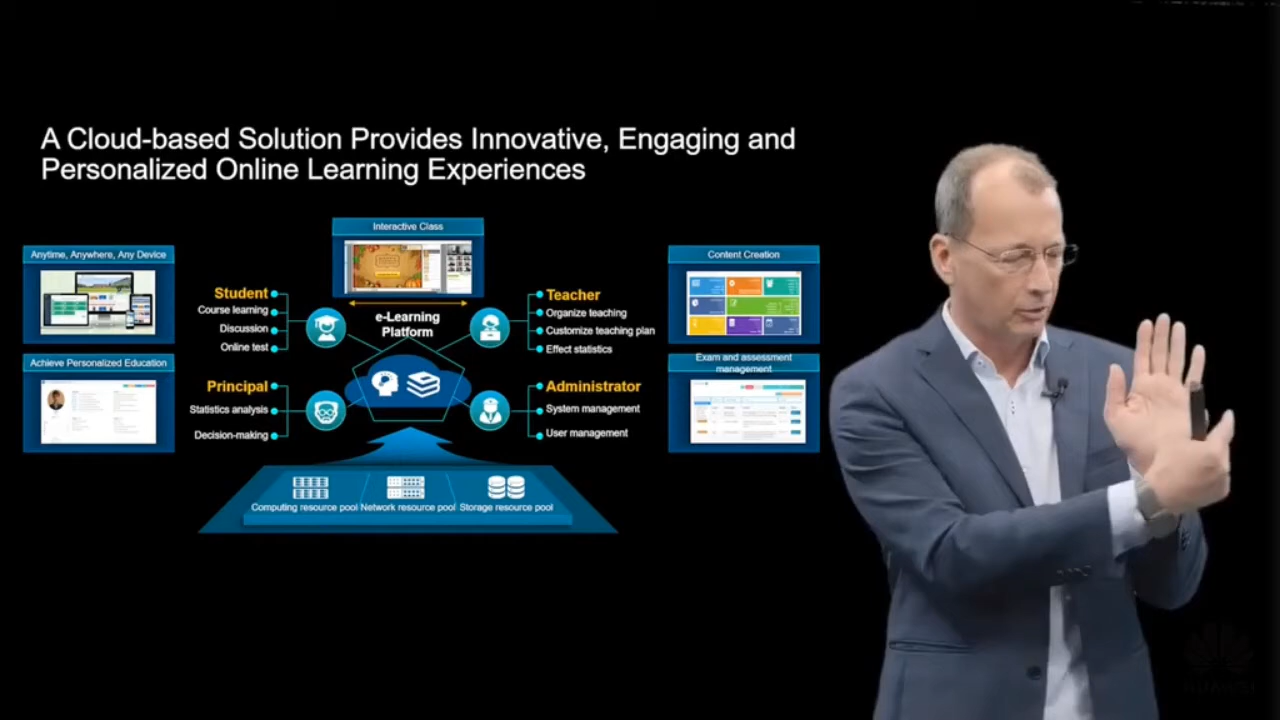 A Cloud-based Solution Provides Innovative, Engaging and
Personalized Online Learning Experiences
Interactive Class
Anytime, Anywhere, Any Device
Achieve Personalized Education
Student
Course learning
Discussion
Online test
Principal
Statistics analysis
Decision-making
e-Learning
Platform
Teacher
Organize teaching
Customize teaching plan
Effect statistics
Administrator
System management
User management
Content Creation
Exam and assessment
management
Computing resource pool
Network resource pool
Storage resource pool
HUAWEI